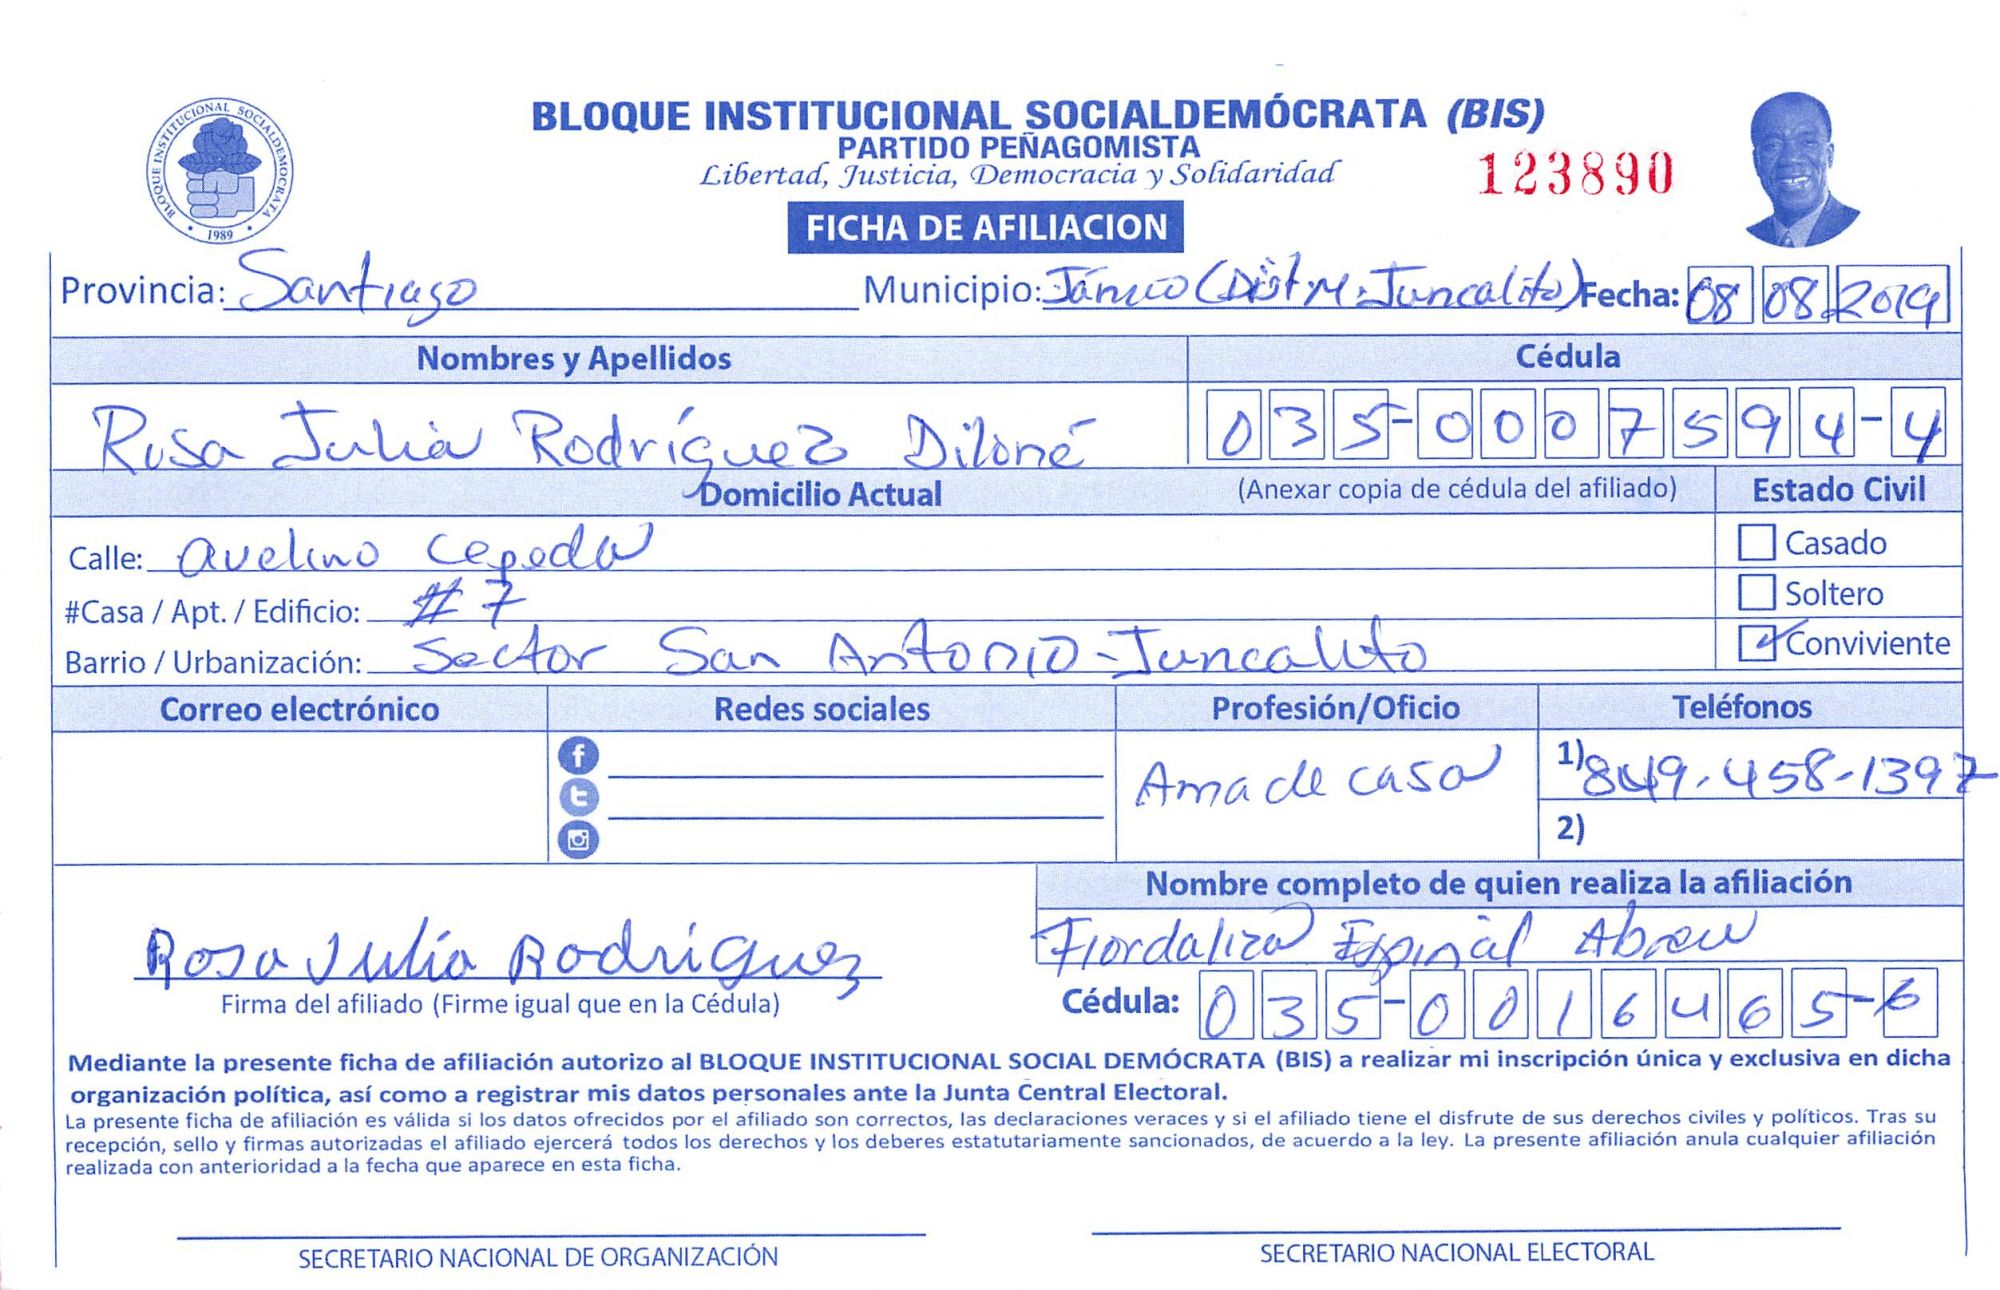 BLOQUE INSTITUCIONAL SOCIALDEMOCRATA
1989
BLOQUE INSTITUCIONAL SOCIALDEMÓCRATA (BIS)
PARTIDO PEÑAGOMISTA
Libertad, Justicia, Democracia y Solidaridad
123890
FICHA DE AFILIACION
Provincia: Santiago Municipio: Jánico (Dist. M. Juncalito) Fecha: 08 08 2019
Nombres y Apellidos Cédula
Rosa Julia Rodríguez Diloné 035-0007594-4
Domicilio Actual (Anexar copia de cédula del afiliado) Estado Civil
Calle: Avelino Cepeda Casado
#Casa / Apt. / Edificio: # 7 Soltero
Barrio / Urbanización: Sector San Antonio - Juncalito Conviviente
Correo electrónico Redes sociales Profesión/Oficio Teléfonos
Ama de casa 1) 849-458-1397
2)
Nombre completo de quien realiza la afiliación
Rosa Julia Rodríguez Fiordaliza Espinal Abreu
Firma del afiliado (Firme igual que en la Cédula) Cédula: 035-0016465-6
Mediante la presente ficha de afiliación autorizo al BLOQUE INSTITUCIONAL SOCIAL DEMÓCRATA (BIS) a realizar mi inscripción única y exclusiva en dicha
organización política, así como a registrar mis datos personales ante la Junta Central Electoral.
La presente ficha de afiliación es válida si los datos ofrecidos por el afiliado son correctos, las declaraciones veraces y si el afiliado tiene el disfrute de sus derechos civiles y políticos. Tras su
recepción, sello y firmas autorizadas el afiliado ejercerá todos los derechos y los deberes estatutariamente sancionados, de acuerdo a la ley. La presente afiliación anula cualquier afiliación
realizada con anterioridad a la fecha que aparece en esta ficha.
SECRETARIO NACIONAL DE ORGANIZACIÓN SECRETARIO NACIONAL ELECTORAL